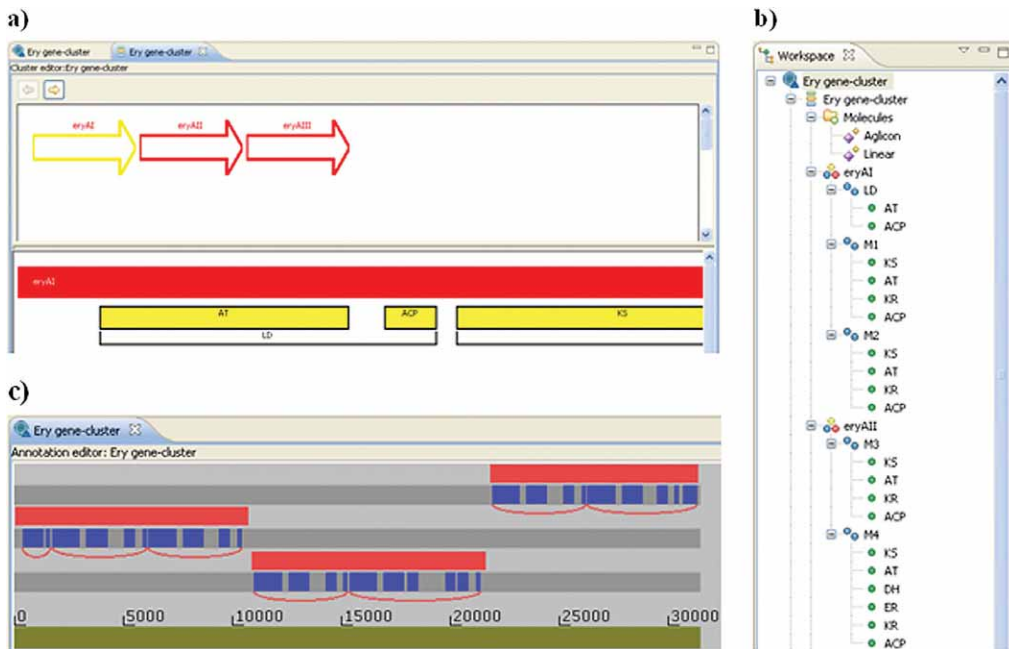 a)
Ery gene-cluster
Ery gene-cluster
Cluster editor:Ery gene-cluster
eryAI
eryAII
eryAIII
eryAI
AT
ACP
KS
LD
b)
Workspace
Ery gene-cluster
Ery gene-cluster
Molecules
Aglicon
Linear
eryAI
LD
AT
ACP
M1
KS
AT
KR
ACP
M2
KS
AT
KR
ACP
eryAII
M3
KS
AT
KR
ACP
M4
KS
AT
DH
ER
KR
ACP
c)
Ery gene-cluster
Annotation editor: Ery gene-cluster
0 5000 10000 15000 20000 25000 30000